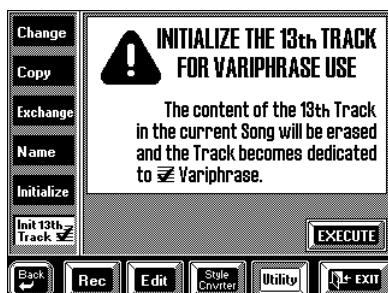 Change
Copy
Exchange
Name
Initialize
Init 13th
Track
INITIALIZE THE 13th TRACK
FOR VARIPHRASE USE
The content of the 13th Track
in the current Song will be erased
and the Track becomes dedicated
to Variphrase.
EXECUTE
Back
Rec
Edit
Style
Cnvrter
Utility
EXIT